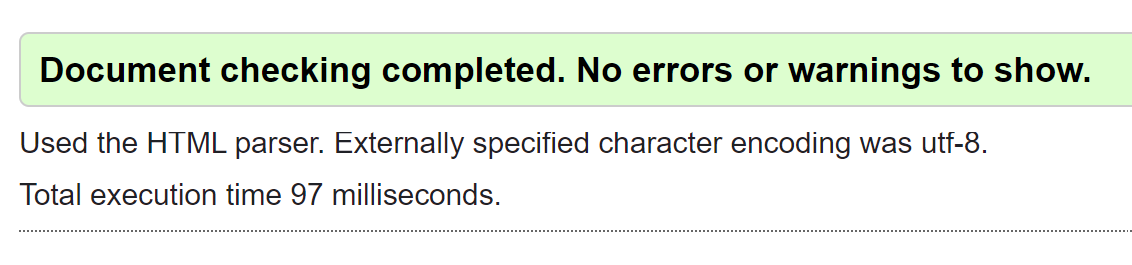 Document checking completed. No errors or warnings to show.
Used the HTML parser. Externally specified character encoding was utf-8.
Total execution time 97 milliseconds.